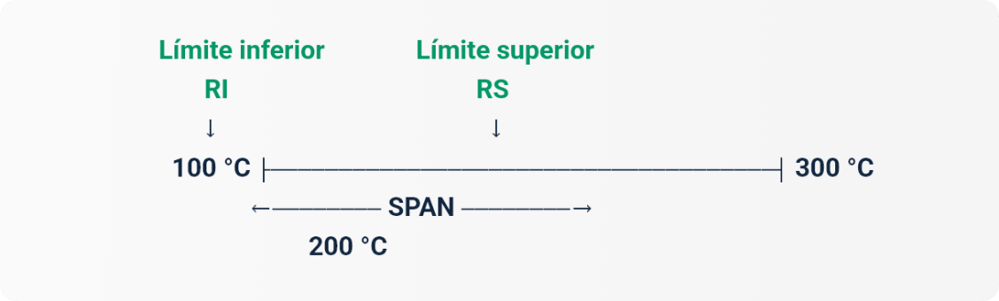 Límite inferior Límite superior
RI RS
↓ ↓
100 °C |————————————————————| 300 °C
←———————— SPAN ————————→
200 °C